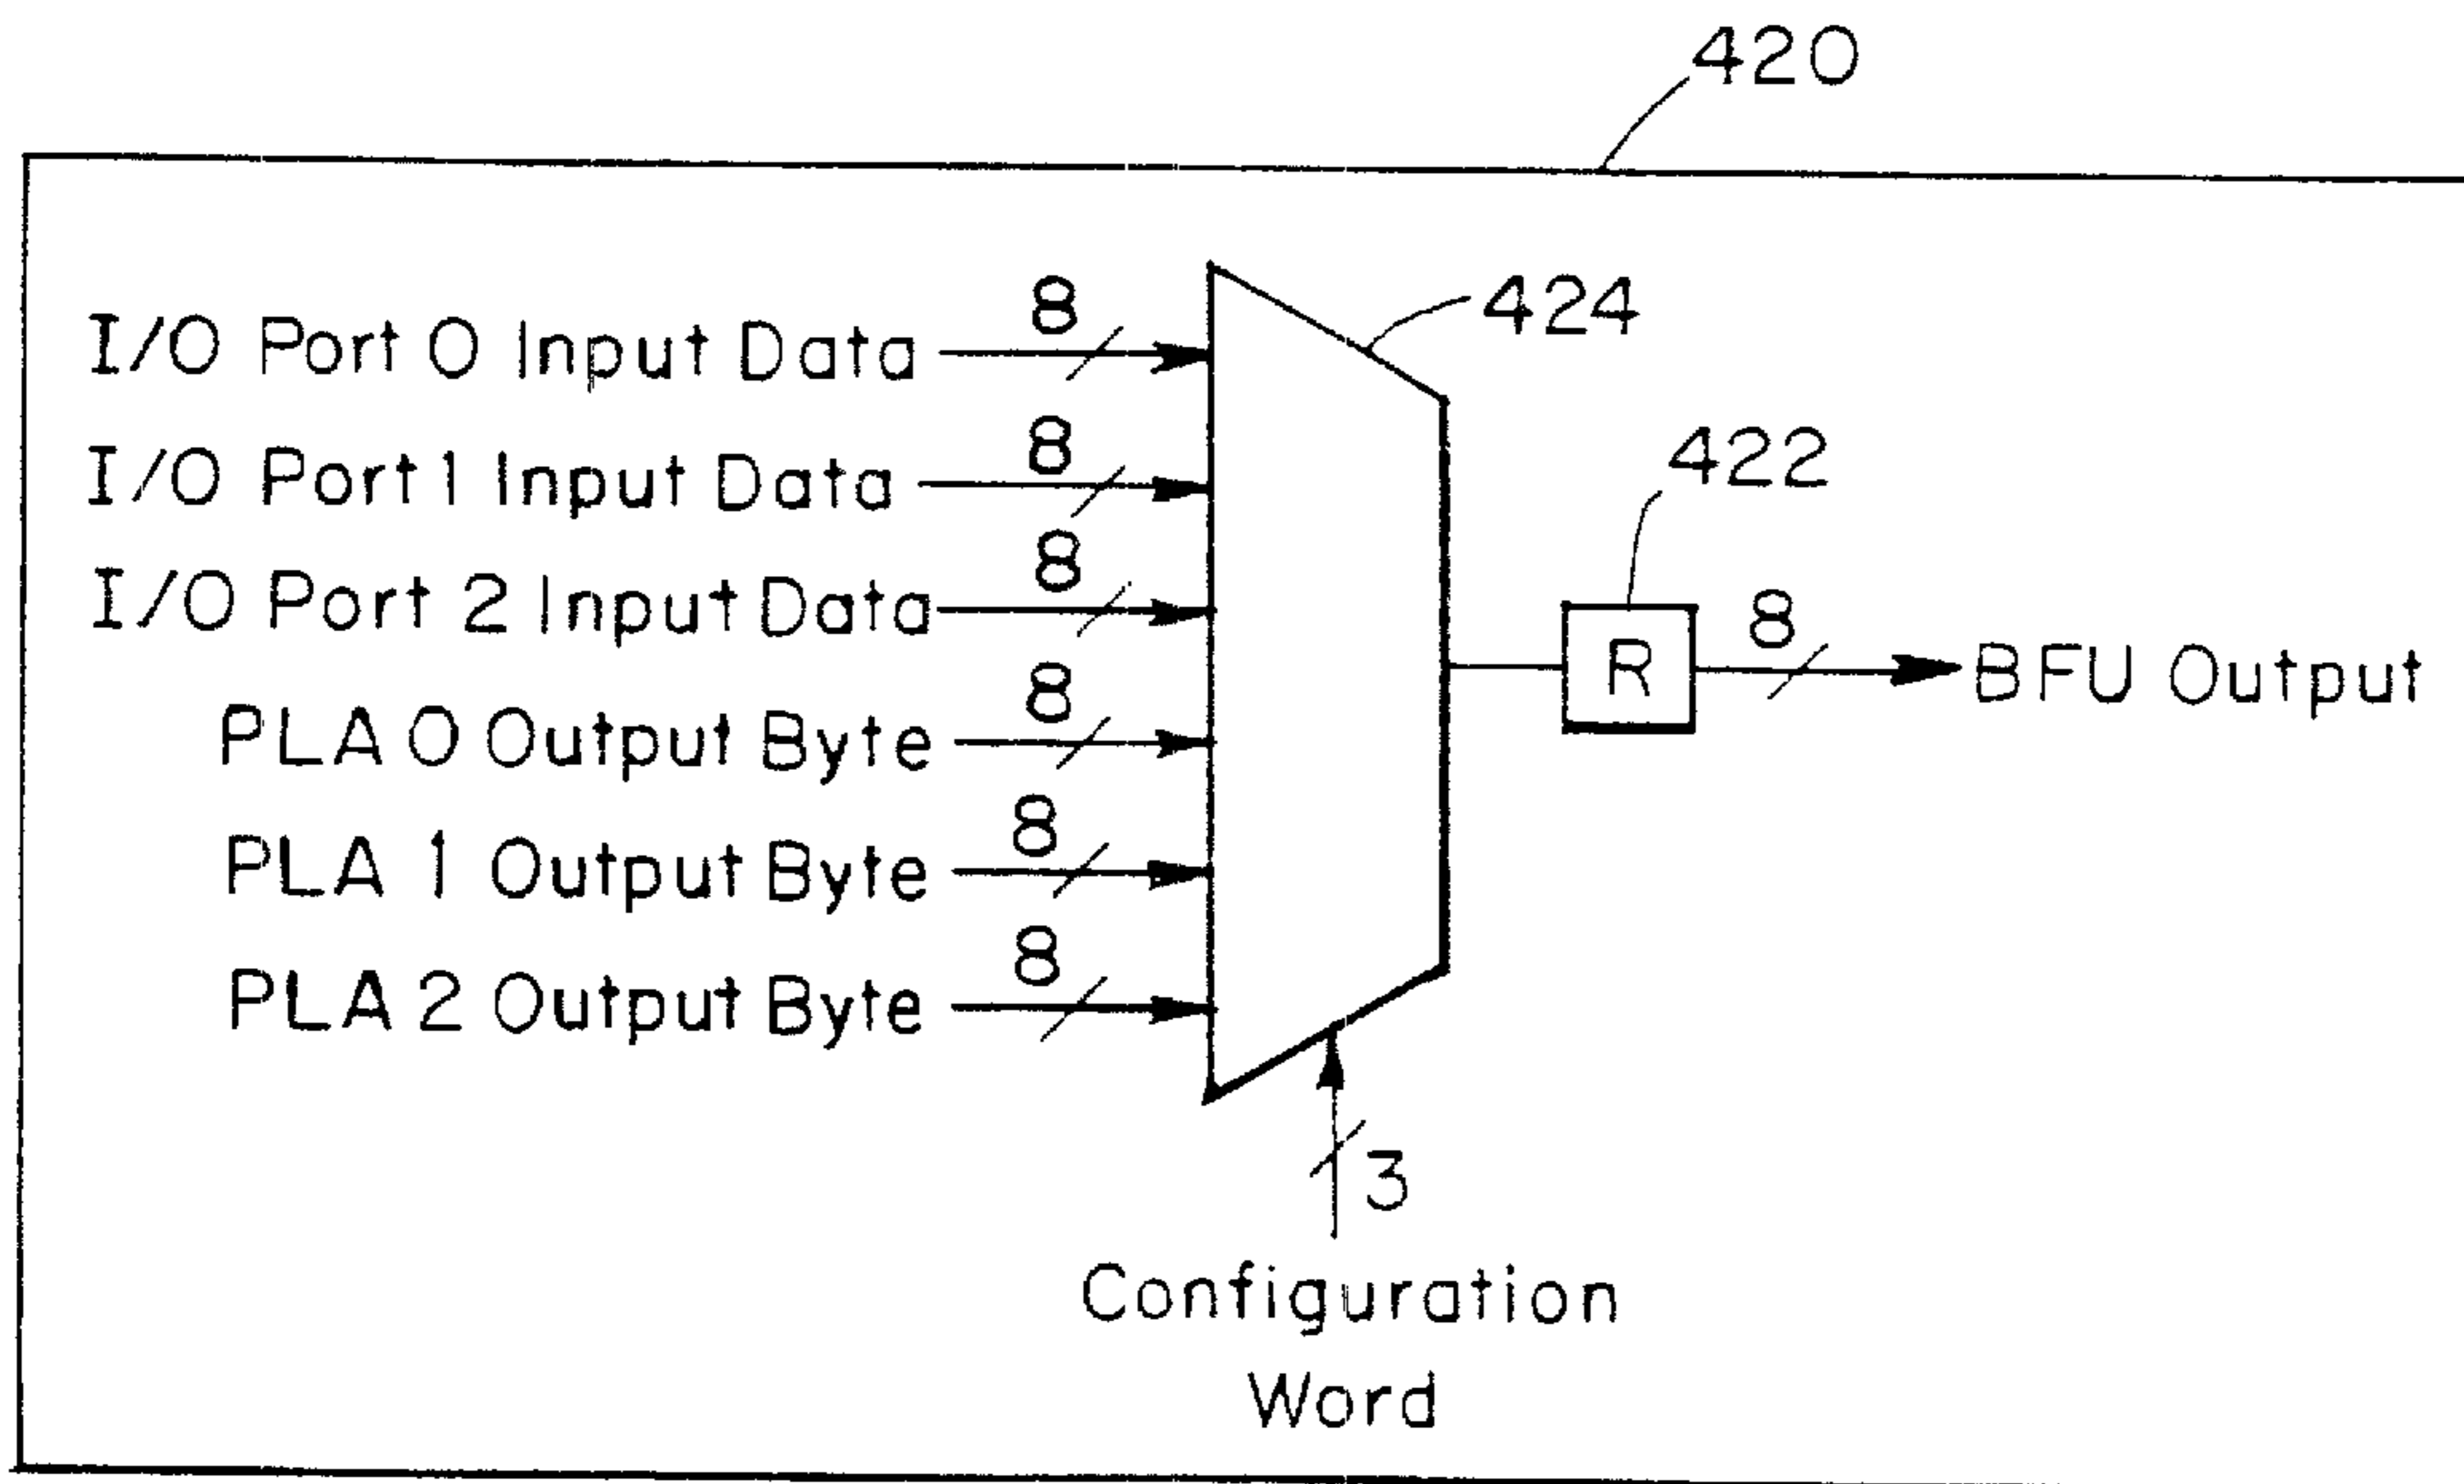 420
I/O Port 0 Input Data
8
424
I/O Port 1 Input Data
8
I/O Port 2 Input Data
8
422
R
8
BFU Output
PLA 0 Output Byte
8
PLA 1 Output Byte
8
PLA 2 Output Byte
8
3
Configuration
Word